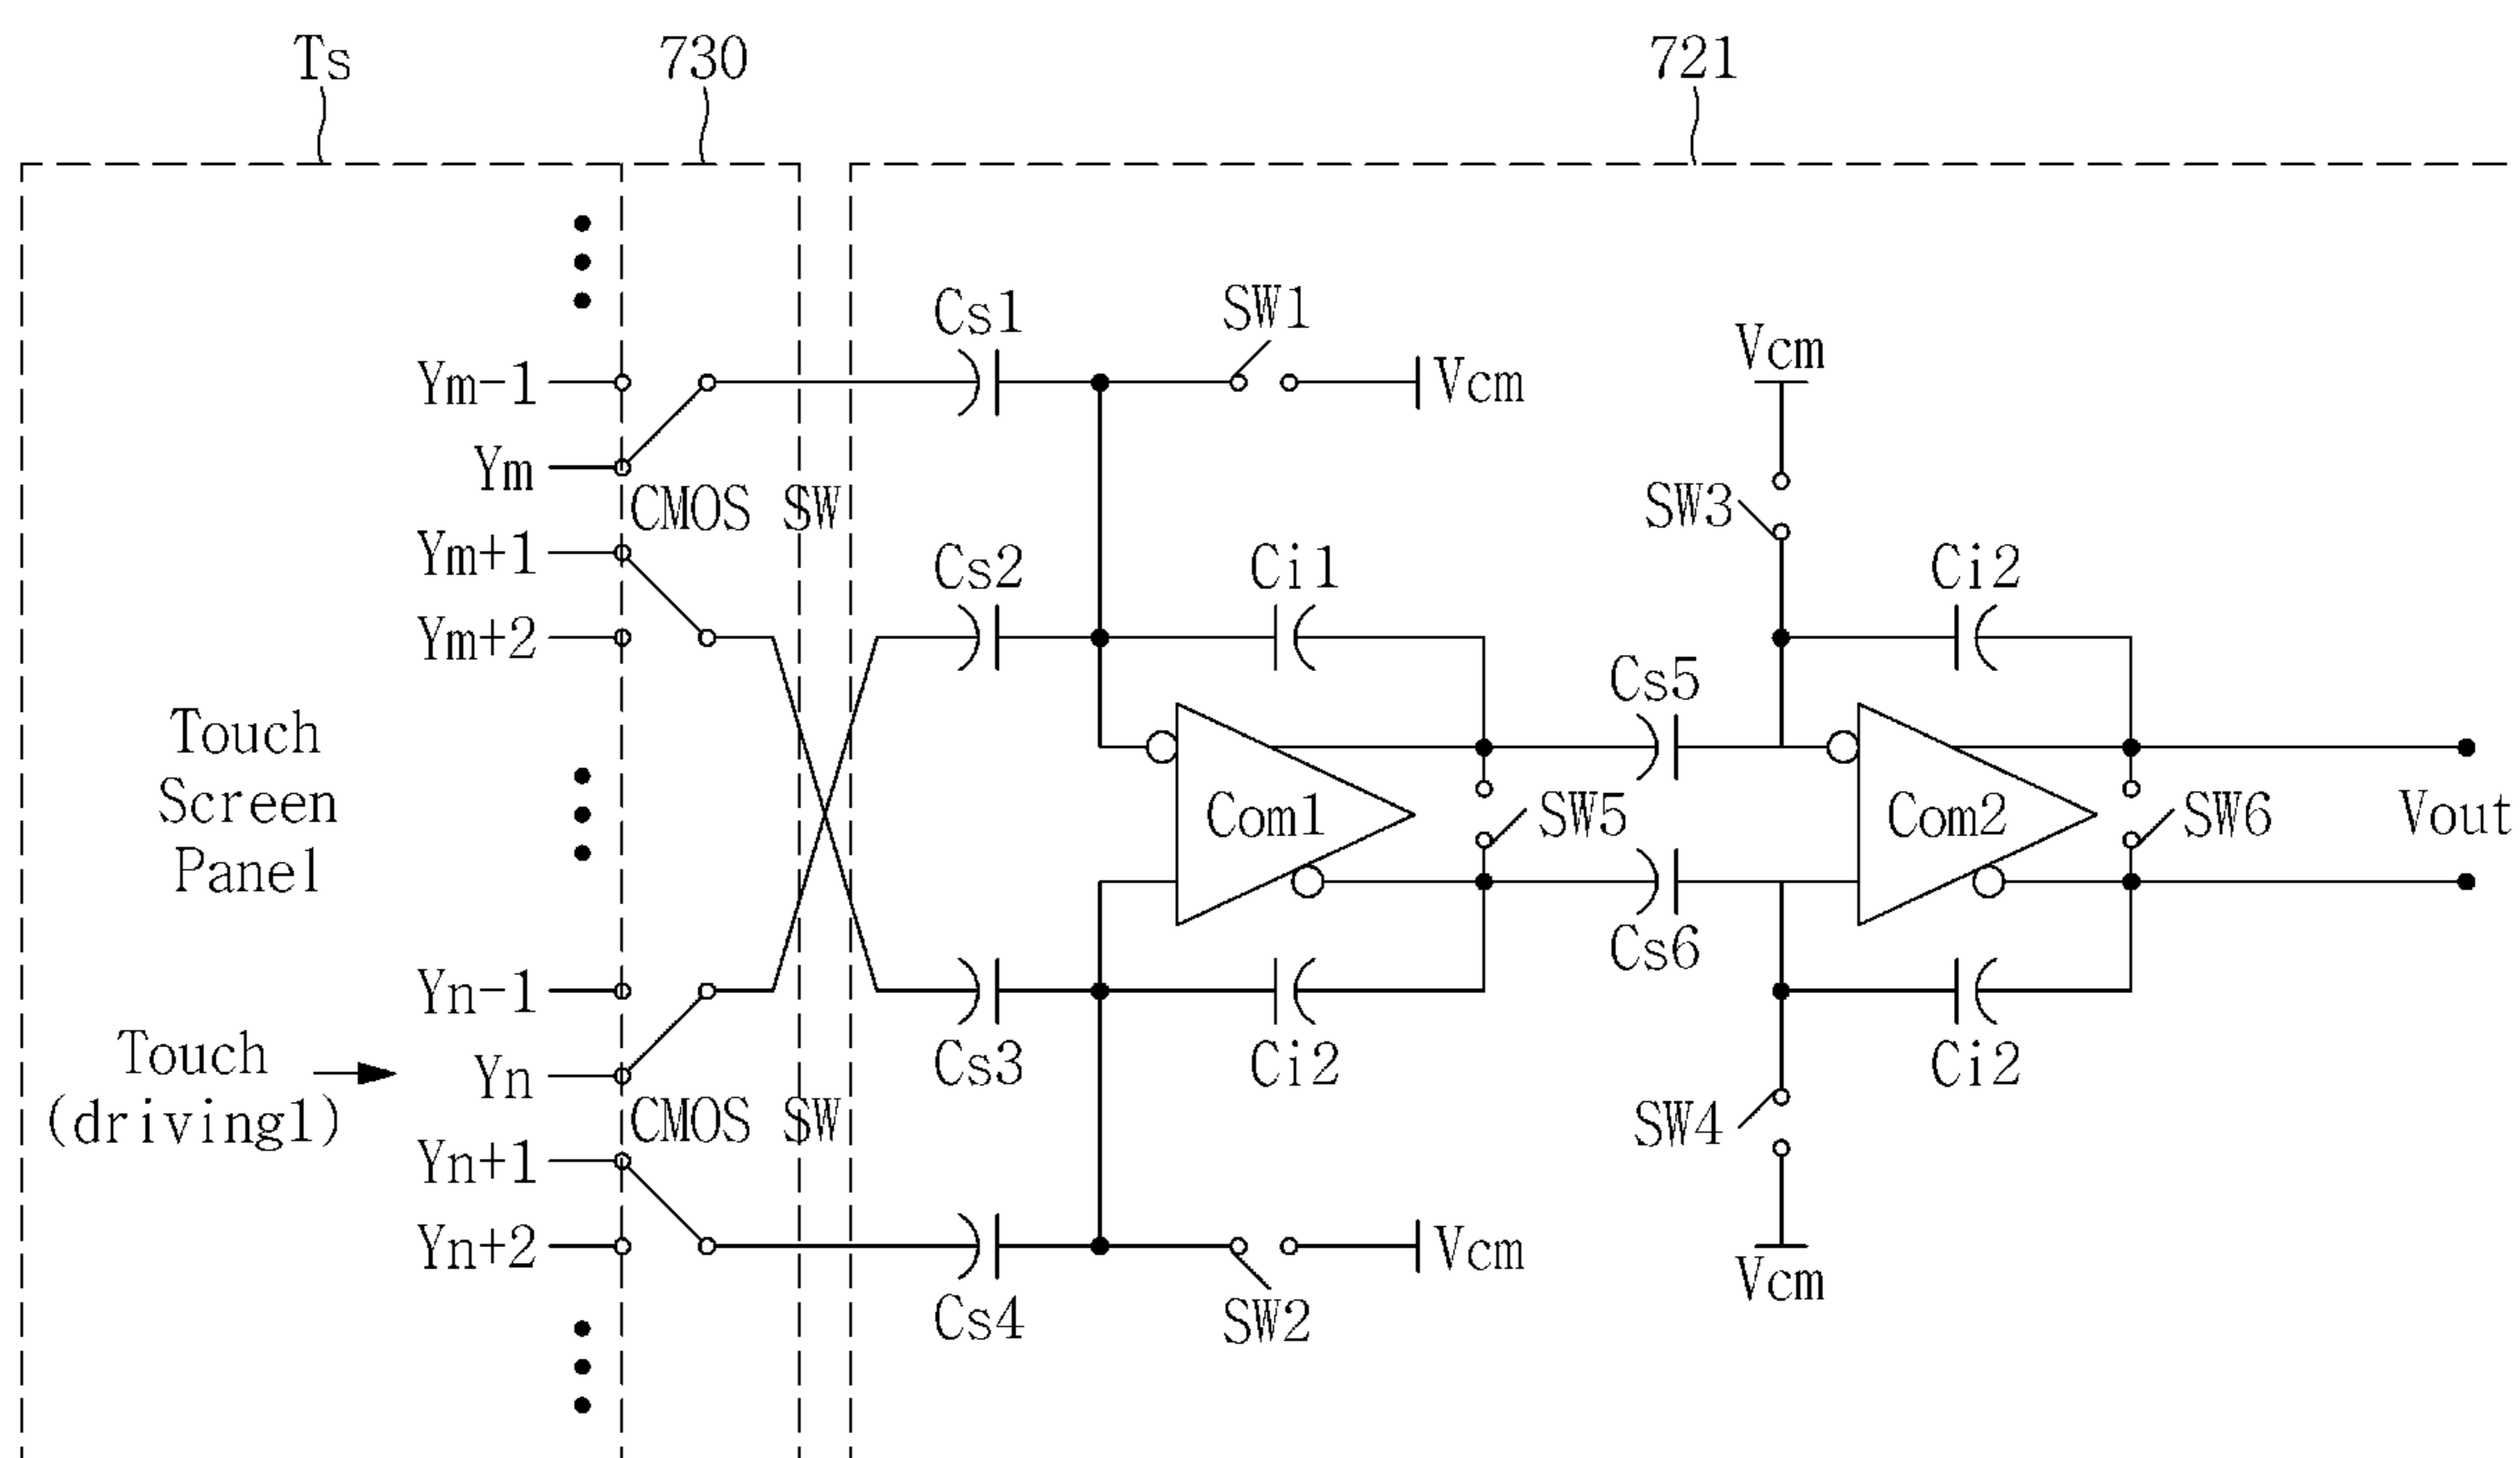 Ts
730
721
Cs1
SW1
Vcm
Ym-1
Vcm
Ym
CMOS SW
SW3
Ym+1
Cs2
Ci1
Ci2
Ym+2
Cs5
Touch
Screen
Panel
Com1
SW5
Com2
SW6
Vout
Cs6
Yn-1
Touch
(driving1)
Yn
Cs3
Ci2
Ci2
CMOS SW
SW4
Yn+1
Yn+2
Vcm
Vcm
Cs4
SW2